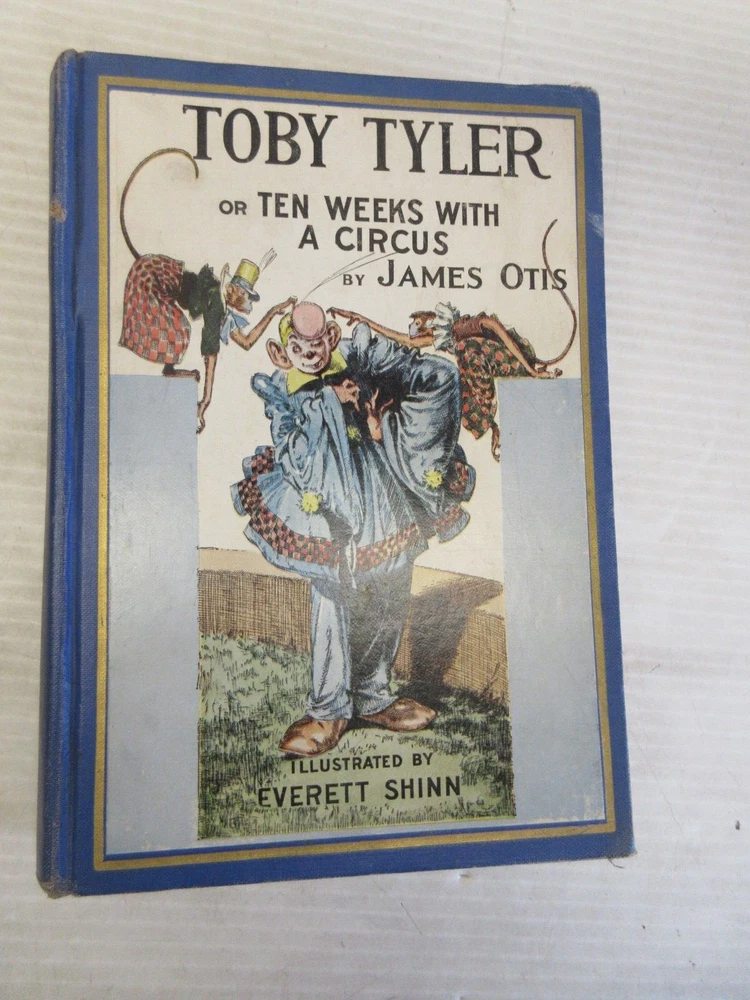 TOBY TYLER
OR TEN WEEKS WITH
A CIRCUS
BY JAMES OTIS
ILLUSTRATED BY
EVERETT SHINN